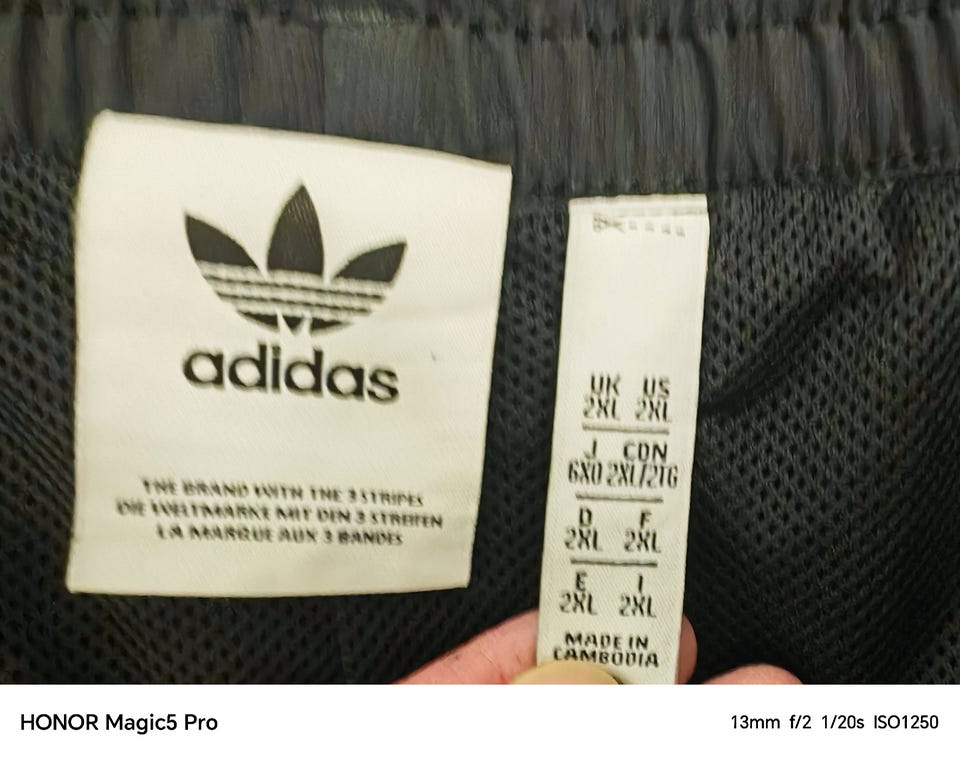 adidas
THE BRAND WITH THE 3 STRIPES
DIE WELTMARKE MIT DEN 3 STREIFEN
LA MARQUE AUX 3 BANDES
UK US
2XL 2XL
J CDN
6XO 2XL/2TG
D F
2XL 2XL
E I
2XL 2XL
MADE IN
CAMBODIA
HONOR Magic5 Pro
13mm f/2 1/20s ISO1250